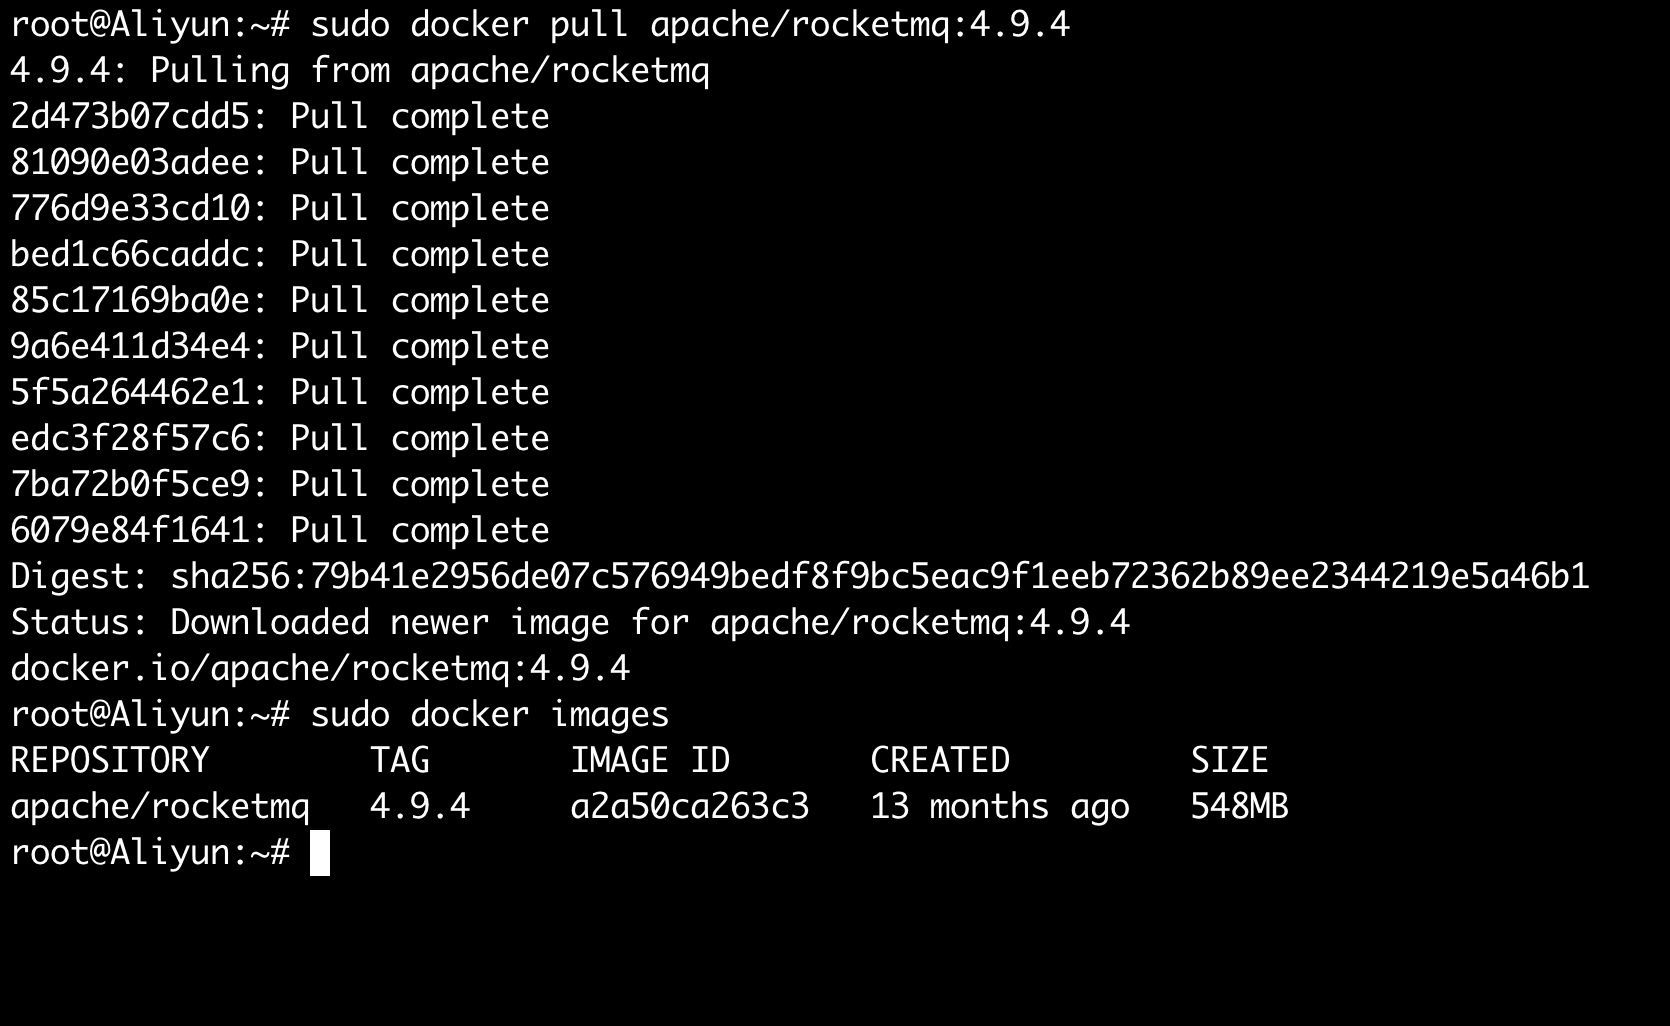 root@Aliyun:~# sudo docker pull apache/rocketmq:4.9.4
4.9.4: Pulling from apache/rocketmq
2d473b07cdd5: Pull complete
81090e03adee: Pull complete
776d9e33cd10: Pull complete
bed1c66caddc: Pull complete
85c17169ba0e: Pull complete
9a6e411d34e4: Pull complete
5f5a264462e1: Pull complete
edc3f28f57c6: Pull complete
7ba72b0f5ce9: Pull complete
6079e84f1641: Pull complete
Digest: sha256:79b41e2956de07c576949bedf8f9bc5eac9f1eeb72362b89ee2344219e5a46b1
Status: Downloaded newer image for apache/rocketmq:4.9.4
docker.io/apache/rocketmq:4.9.4
root@Aliyun:~# sudo docker images
REPOSITORY        TAG       IMAGE ID       CREATED         SIZE
apache/rocketmq   4.9.4     a2a50ca263c3   13 months ago   548MB
root@Aliyun:~#